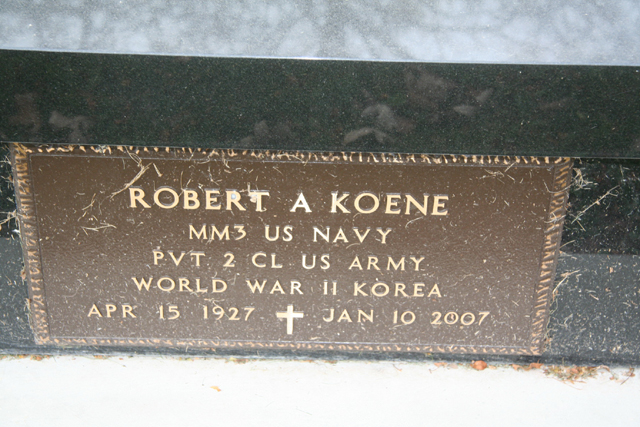 ROBERT A KOENE
MM3 US NAVY
PVT 2 CL US ARMY
WORLD WAR II KOREA
APR 15 1927 JAN 10 2007